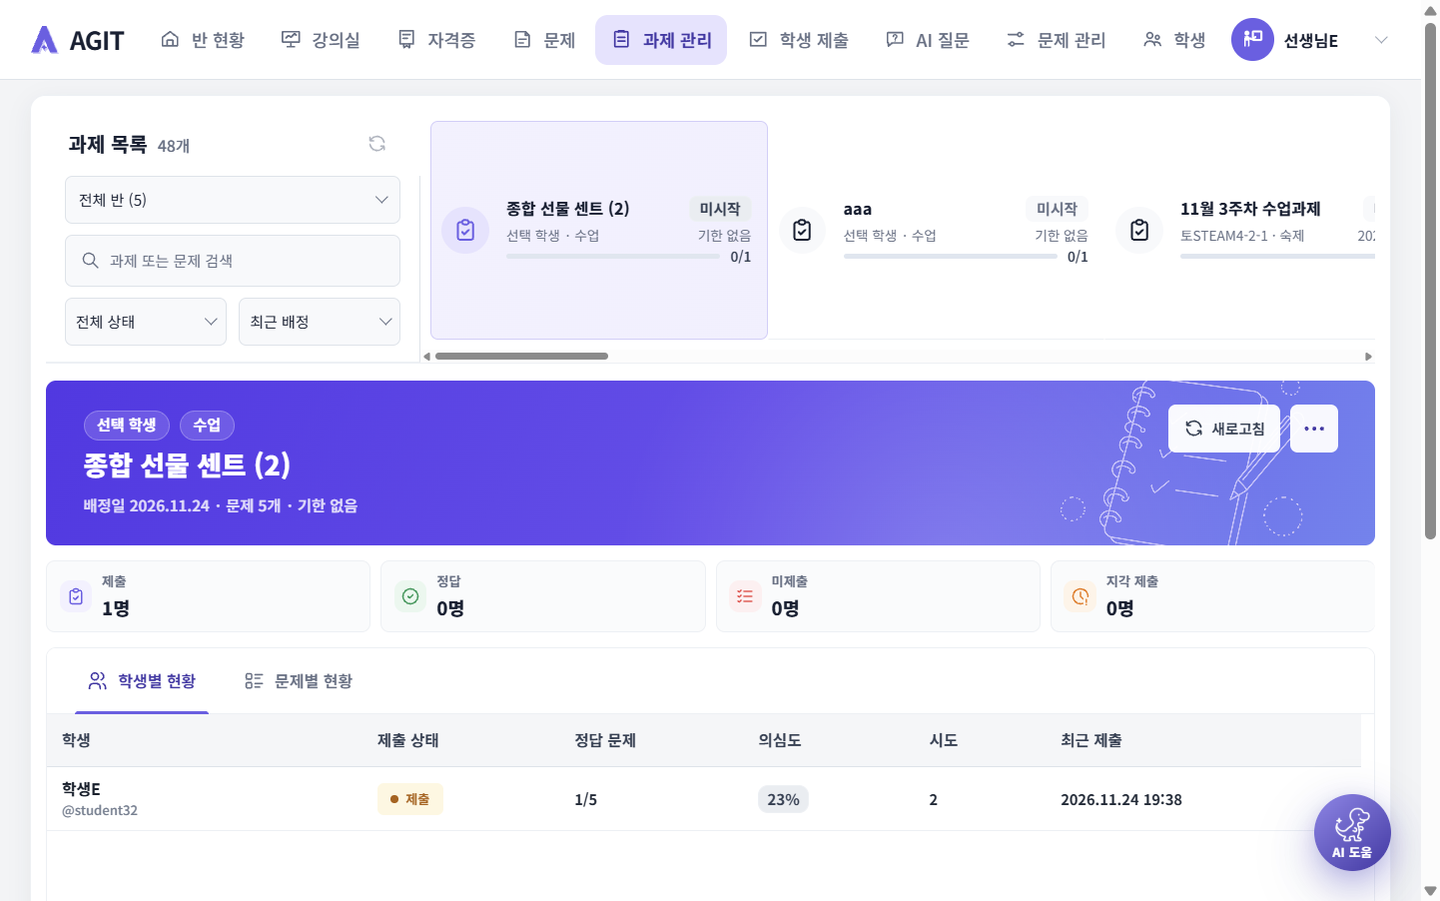 AGIT
반 현황
강의실
자격증
문제
과제 관리
학생 제출
AI 질문
문제 관리
학생
선생님E
과제 목록 48개
전체 반 (5)
과제 또는 문제 검색
전체 상태
최근 배정
종합 선물 센트 (2)
미시작
선택 학생 · 수업
기한 없음
0/1
aaa
미시작
선택 학생 · 수업
기한 없음
0/1
11월 3주차 수업과제
토STEAM4-2-1 · 숙제
202
선택 학생
수업
종합 선물 센트 (2)
배정일 2026.11.24 · 문제 5개 · 기한 없음
새로고침
제출
1명
정답
0명
미제출
0명
지각 제출
0명
학생별 현황
문제별 현황
학생 제출 상태 정답 문제 의심도 시도 최근 제출
학생E
@student32
제출
1/5
23%
2
2026.11.24 19:38
AI 도움